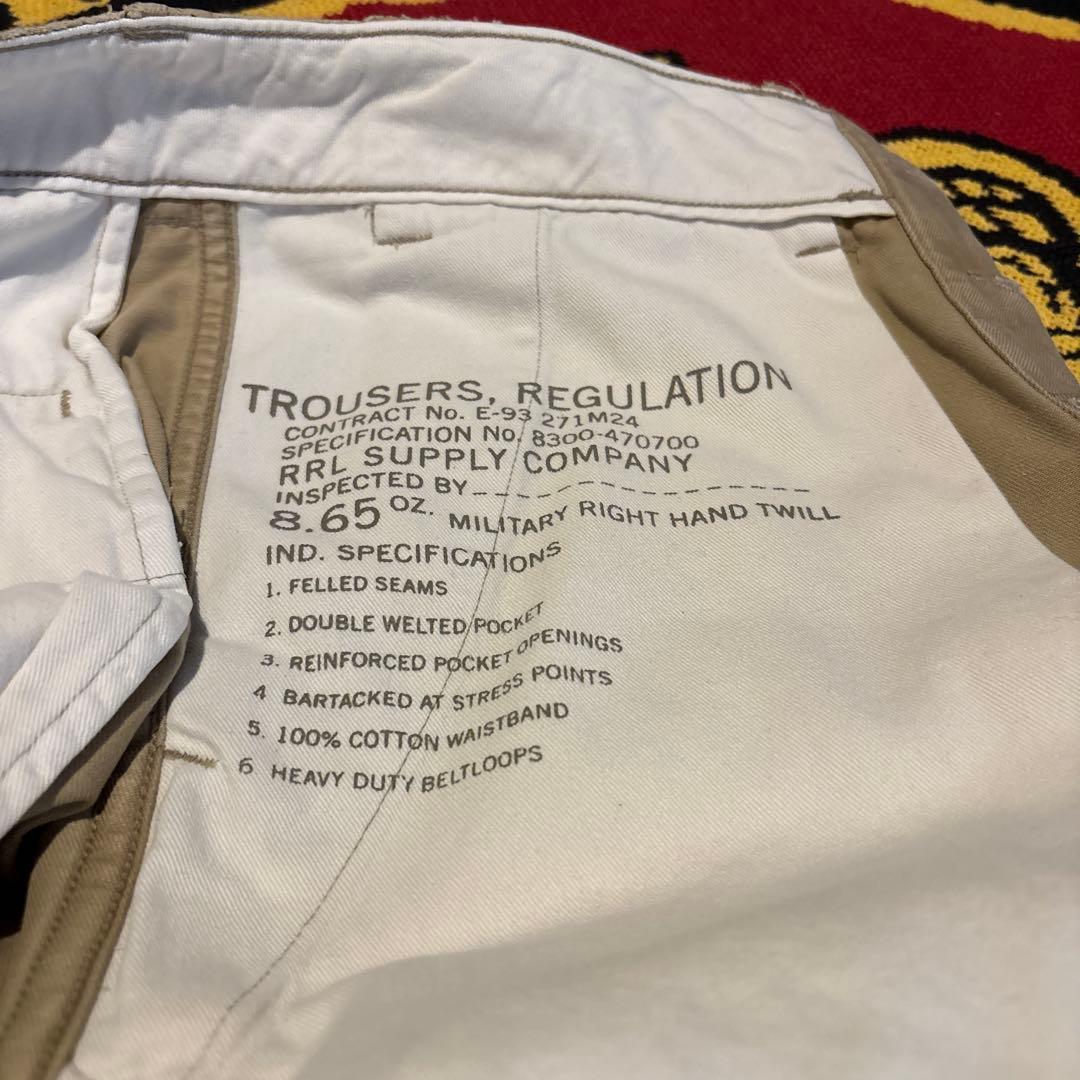 TROUSERS, REGULATION
CONTRACT No. E-93 271M24
SPECIFICATION No. 8300-470700
RRL SUPPLY COMPANY
INSPECTED BY_ _ _ _ _ _ _ _ _ _ _ _ _ _ _ _
8.65 OZ. MILITARY RIGHT HAND TWILL
IND. SPECIFICATIONS
1. FELLED SEAMS
2. DOUBLE WELTED POCKET
3. REINFORCED POCKET OPENINGS
4 BARTACKED AT STRESS POINTS
5. 100% COTTON WAISTBAND
6 HEAVY DUTY BELTLOOPS